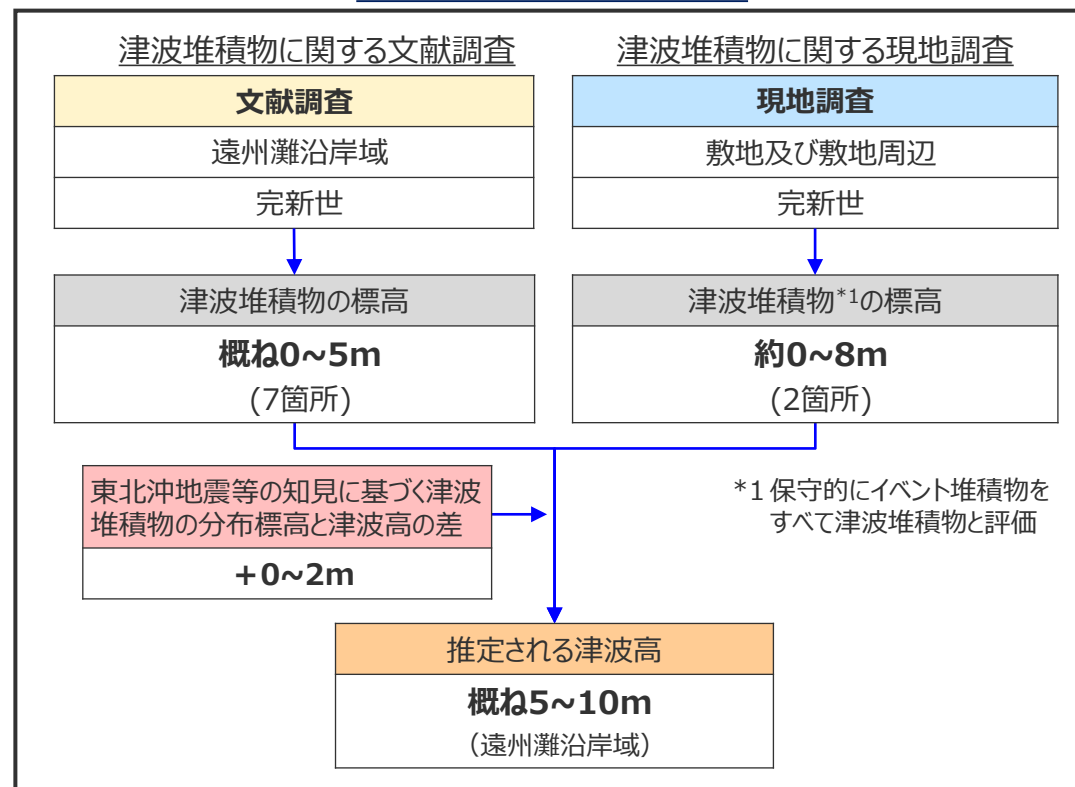 津波堆積物に関する文献調査
文献調査
遠州灘沿岸域
完新世
津波堆積物の標高
概ね0~5m
(7箇所)
津波堆積物に関する現地調査
現地調査
敷地及び敷地周辺
完新世
津波堆積物*1の標高
約0~8m
(2箇所)
東北沖地震等の知見に基づく津波
堆積物の分布標高と津波高の差
+0~2m
*1 保守的にイベント堆積物を
すべて津波堆積物と評価
推定される津波高
概ね5~10m
(遠州灘沿岸域)